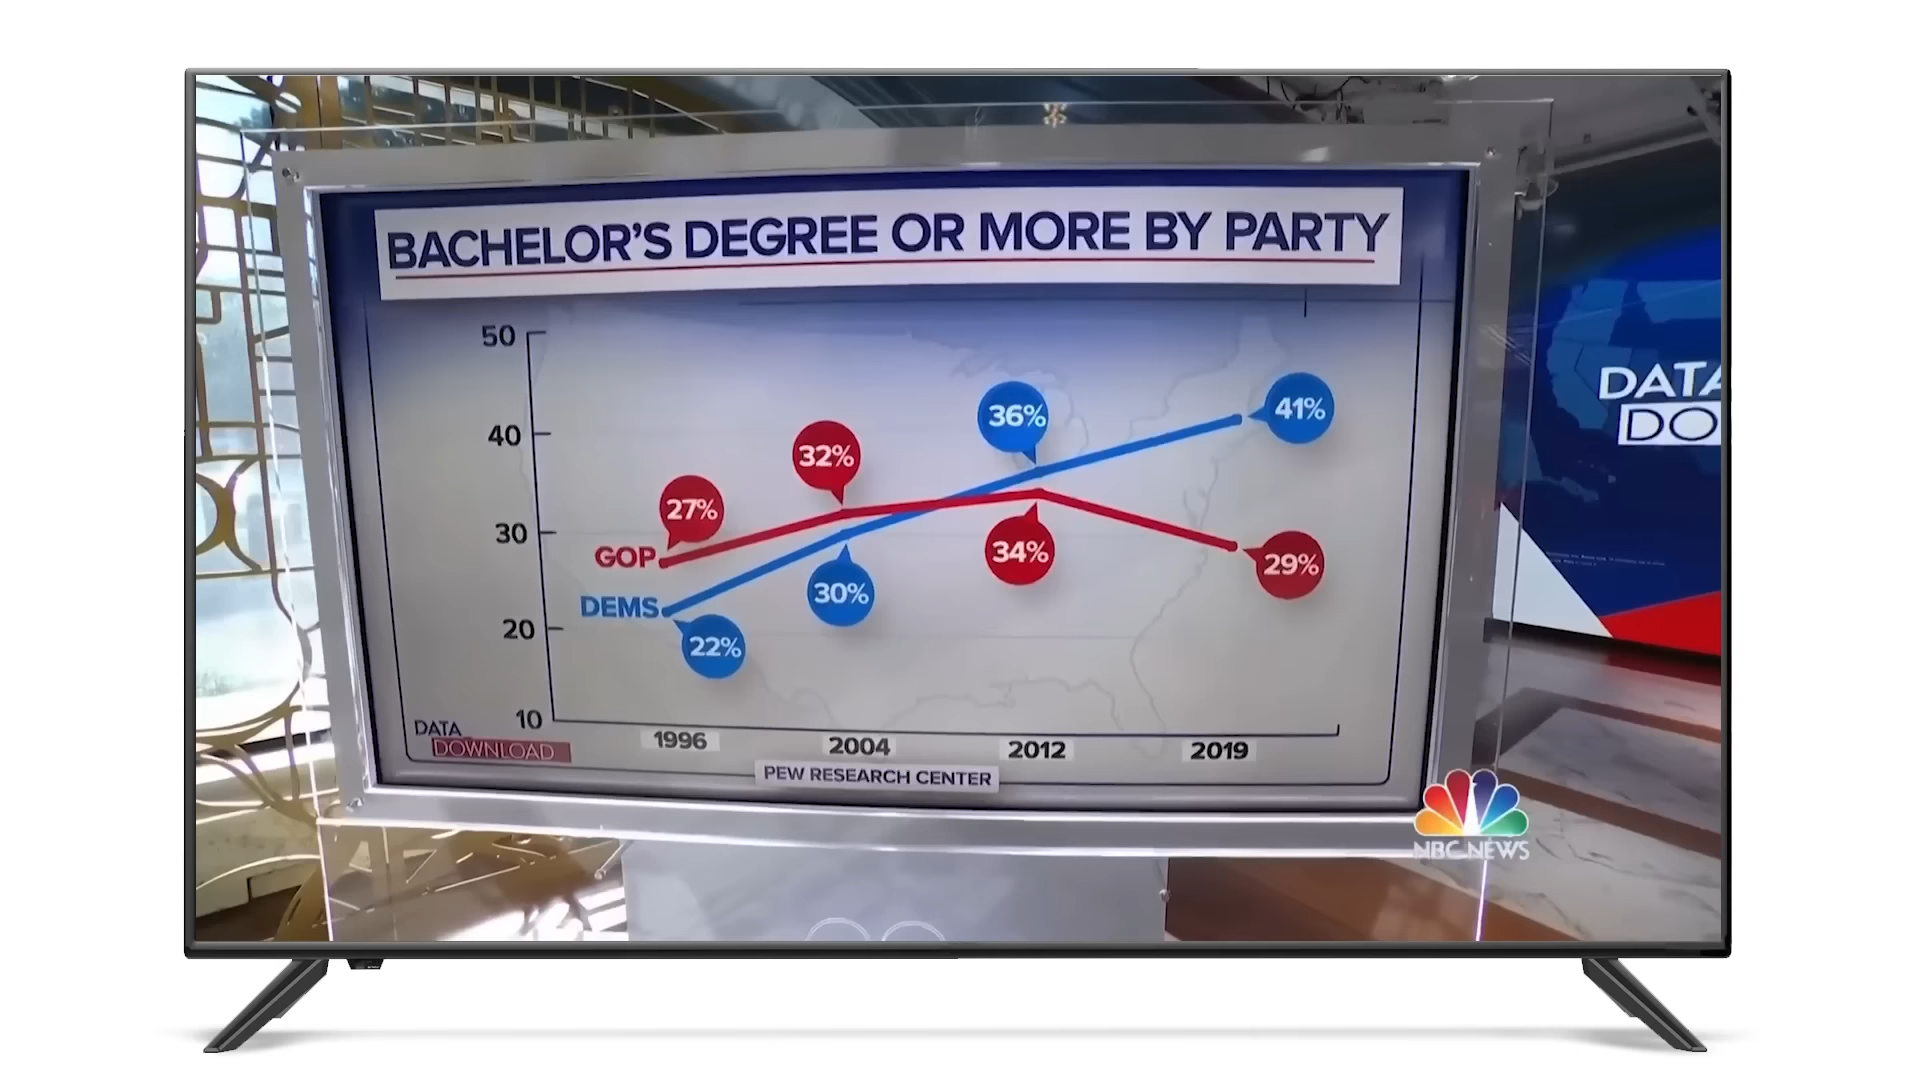 BACHELOR'S DEGREE OR MORE BY PARTY
50
40
30
20
10
GOP
DEMS
27%
32%
36%
41%
22%
30%
34%
29%
1996
2004
2012
2019
PEW RESEARCH CENTER
DATA
DOWNLOAD
DATA
DO
NBC NEWS